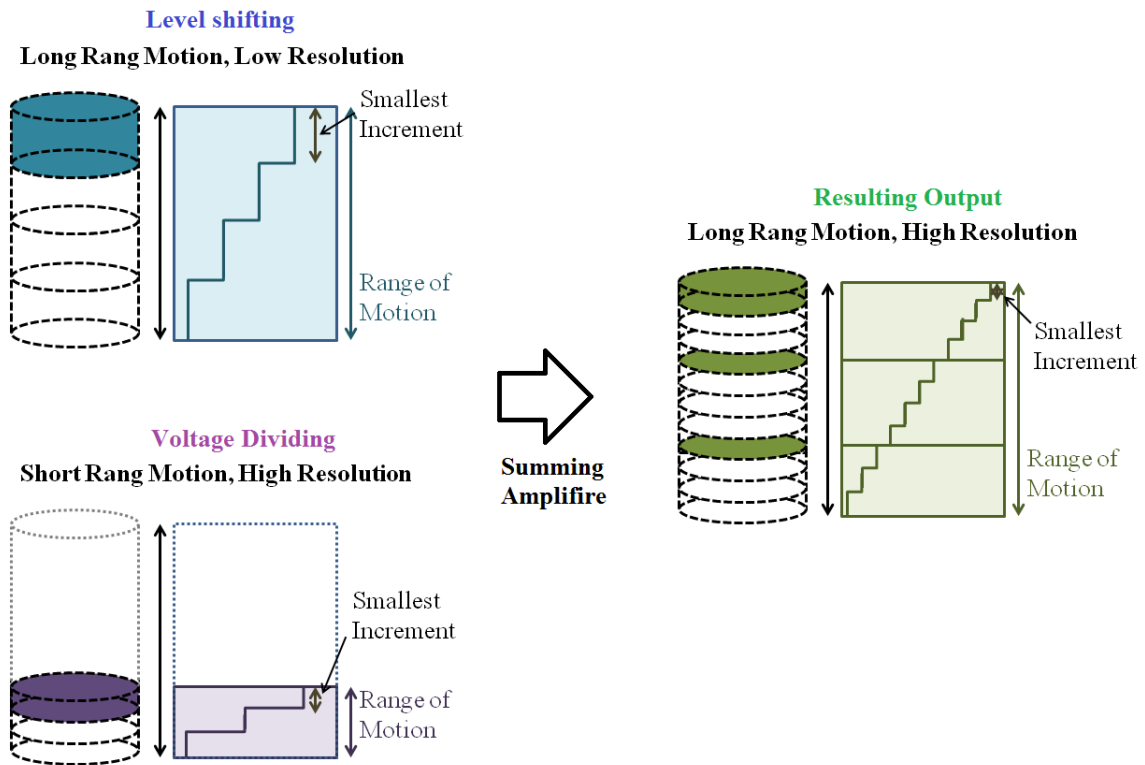 Level shifting
Long Rang Motion, Low Resolution
Smallest
Increment
Range of
Motion
Voltage Dividing
Short Rang Motion, High Resolution
Smallest
Increment
Range of
Motion
Summing
Amplifire
Resulting Output
Long Rang Motion, High Resolution
Smallest
Increment
Range of
Motion